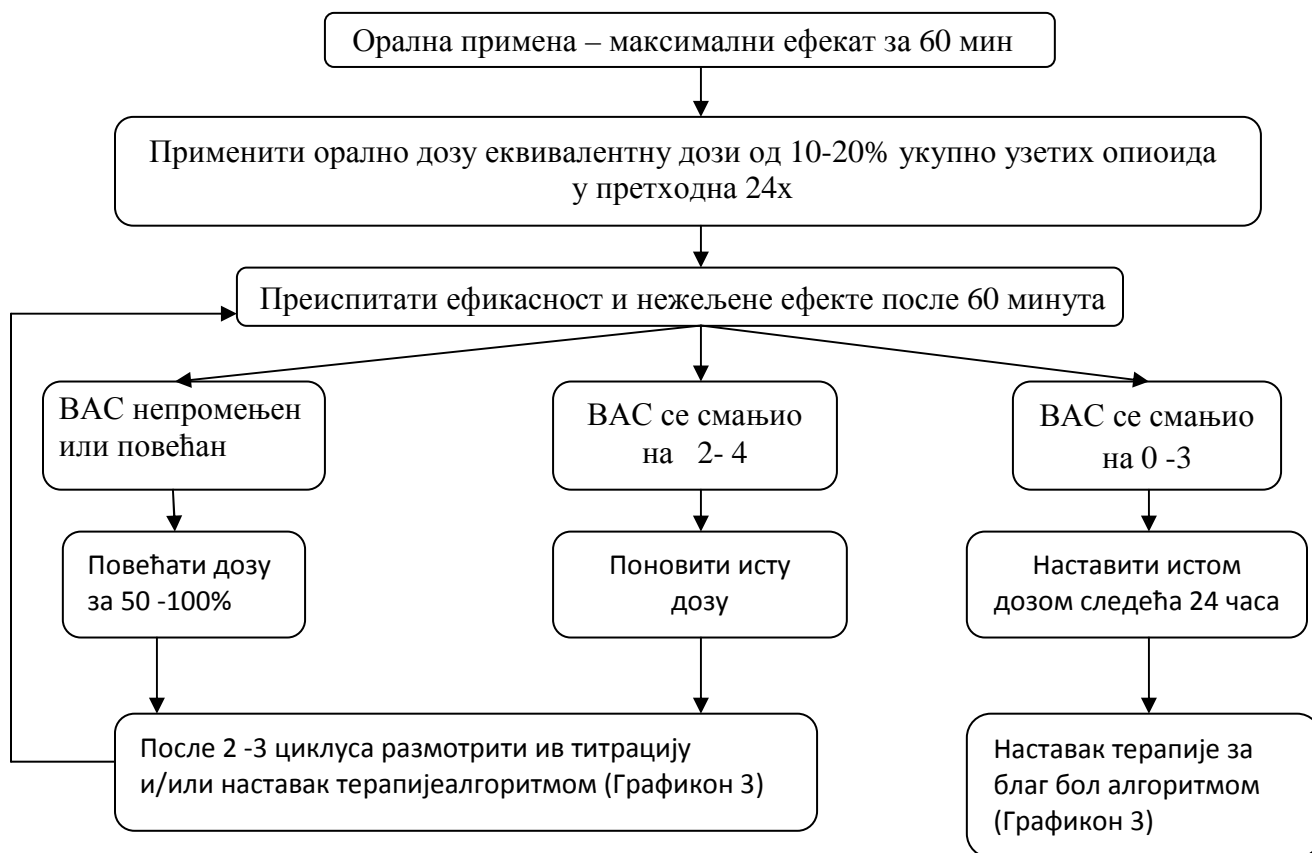 Орална примена – максимални ефекат за 60 мин
Применити орално дозу еквивалентну дози од 10-20% укупно узетих опиоида
у претходна 24х
Преиспитати ефикасност и нежељене ефекте после 60 минута
ВАС непромењен
или повећан
ВАС се смањио
на 2- 4
ВАС се смањио
на 0 -3
Повећати дозу
за 50 -100%
Поновити исту
дозу
Наставити истом
дозом следећа 24 часа
После 2 -3 циклуса размотрити ив титрацију
и/или наставак терапијеалгоритмом (Графикон 3)
Наставак терапије за
благ бол алгоритмом
(Графикон 3)